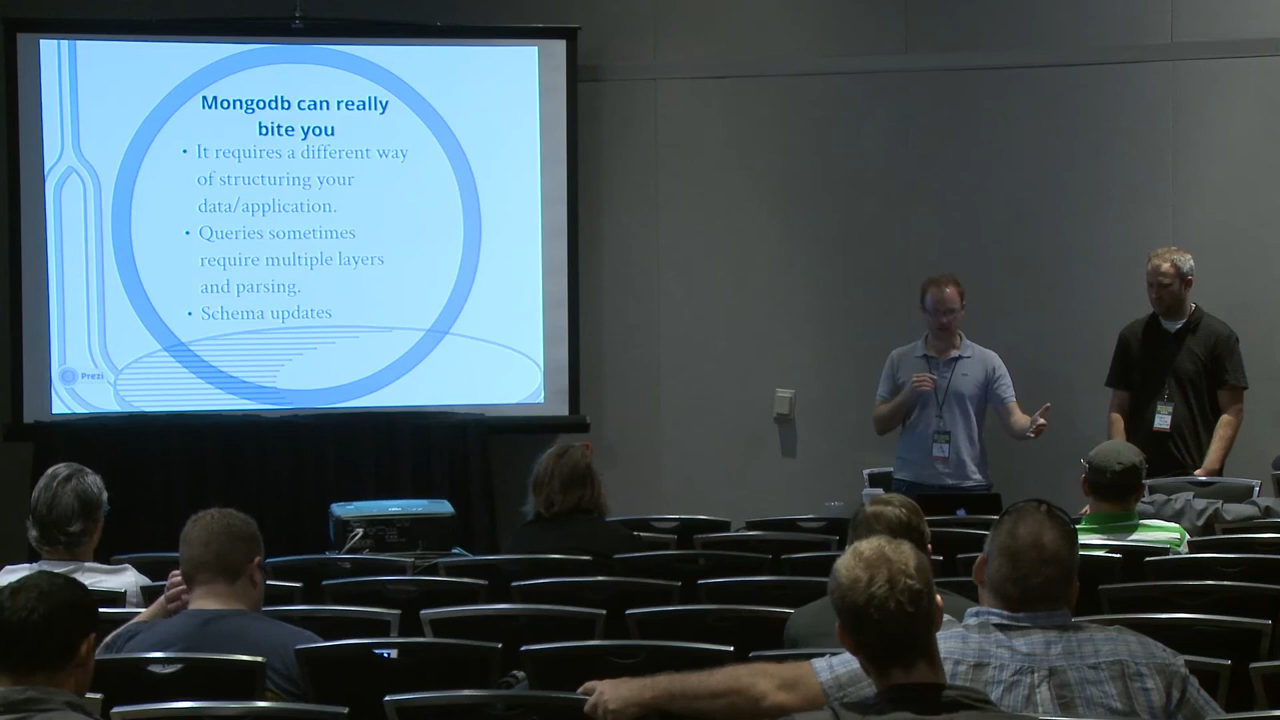 Mongodb can really
bite you
• It requires a different way
of structuring your
data/application.
• Queries sometimes
require multiple layers
and parsing.
• Schema updates
Prezi